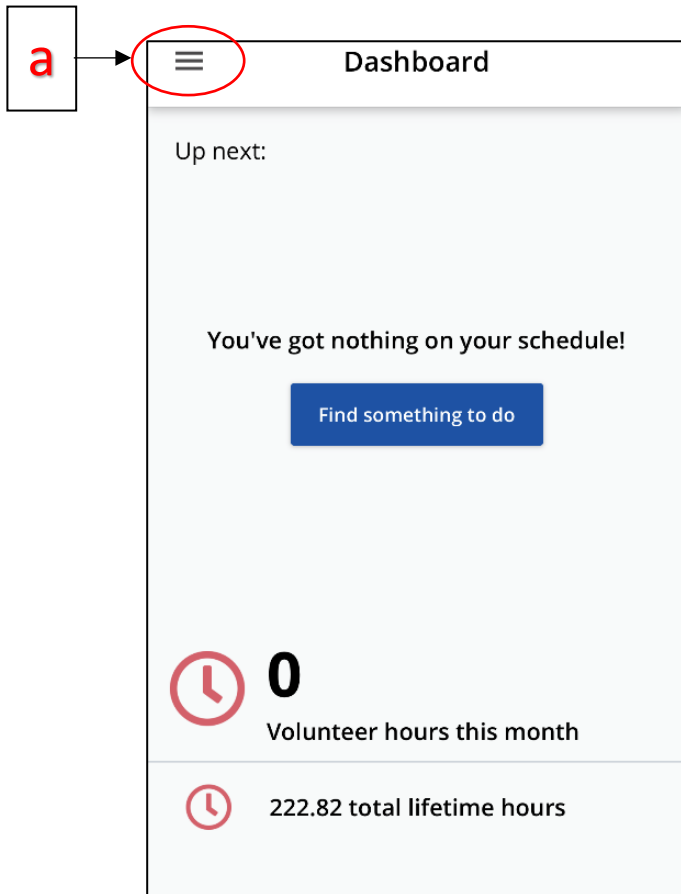 a
Dashboard
Up next:
You've got nothing on your schedule!
Find something to do
0
Volunteer hours this month
222.82 total lifetime hours